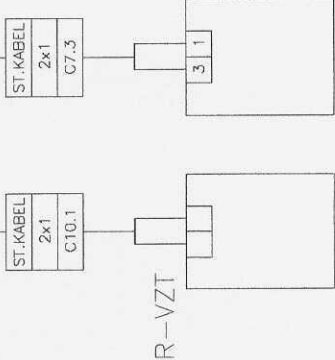 ST.KABEL
2x1
C7.3
3 1
ST.KABEL
2x1
C10.1
R-VZT